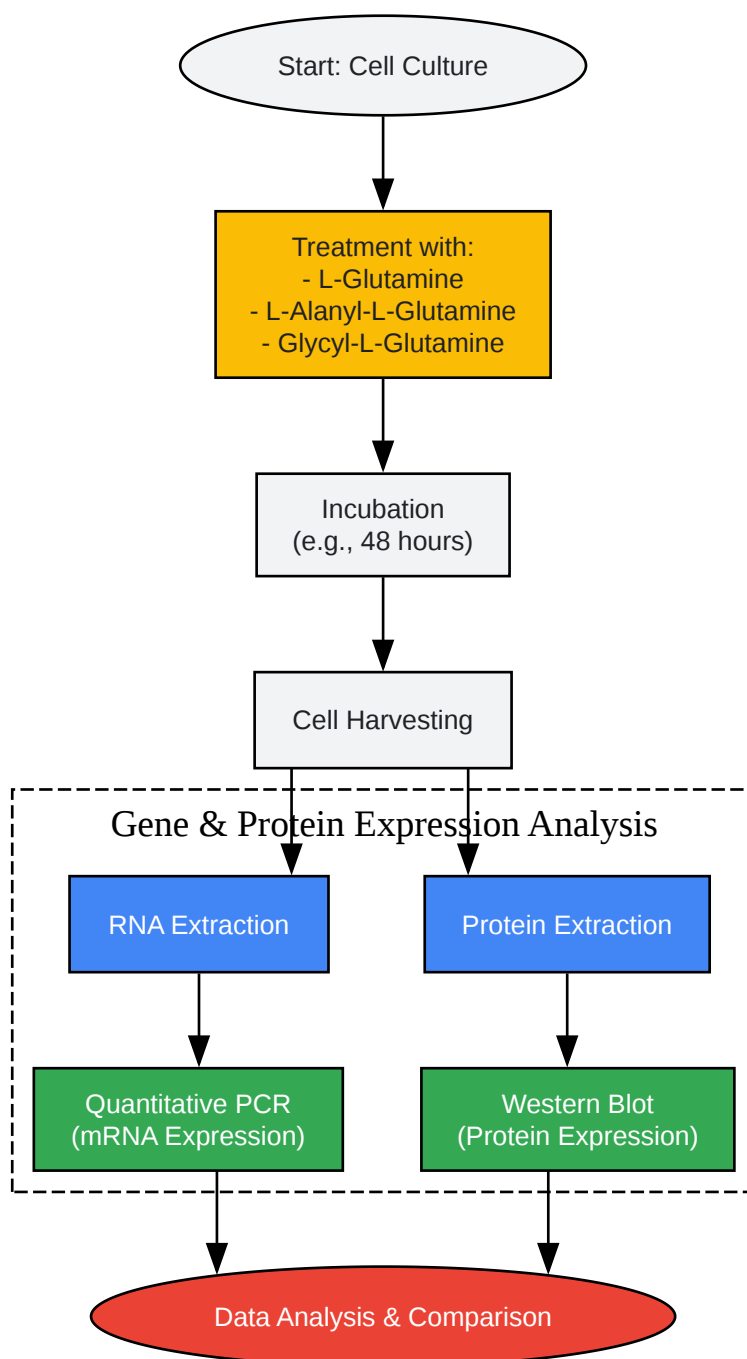 Start: Cell Culture
Treatment with:
- L-Glutamine
- L-Alanyl-L-Glutamine
- Glycyl-L-Glutamine
Incubation
(e.g., 48 hours)
Cell Harvesting
Gene & Protein Expression Analysis
RNA Extraction
Protein Extraction
Quantitative PCR
(mRNA Expression)
Western Blot
(Protein Expression)
Data Analysis & Comparison